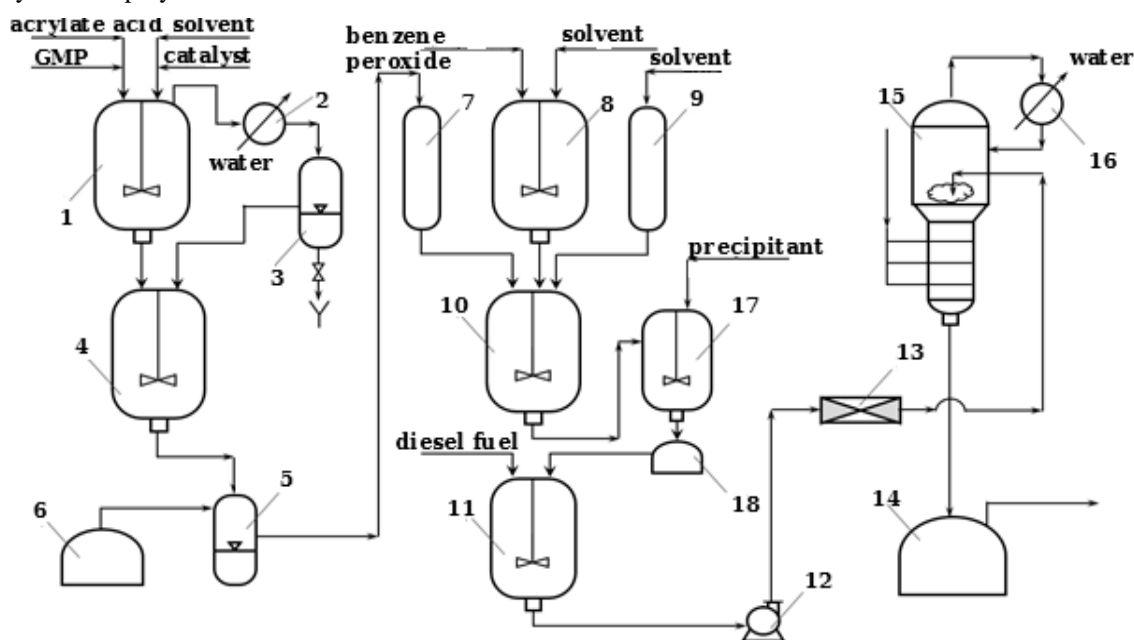 acrylate acid solvent
GMP
catalyst
benzene
peroxide
solvent
solvent
water
water
precipitant
diesel fuel
1
2
3
4
5
6
7
8
9
10
11
12
13
14
15
16
17
18